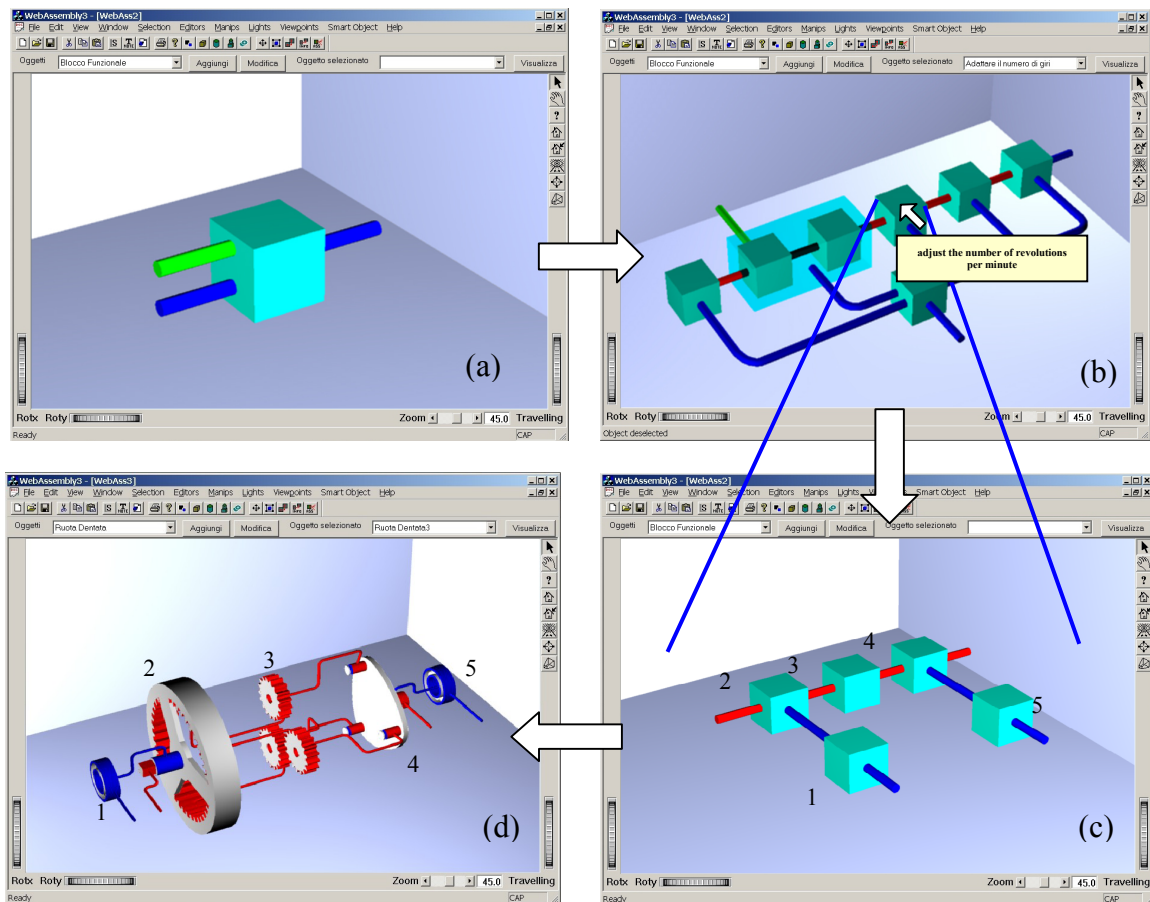 WebAssembly3 - [WebAss2]
File Edit View Window Selection Editors Manips Lights Viewpoints Smart Object Help
Oggetti Blocco Funzionale Aggiungi Modifica Oggetto selezionato Visualizza
(a)
Rotx Roty Zoom 45.0 Travelling
Ready CAP
WebAssembly3 - [WebAss2]
File Edit View Window Selection Editors Manips Lights Viewpoints Smart Object Help
Oggetti Blocco Funzionale Aggiungi Modifica Oggetto selezionato Adattare il numero di giri Visualizza
adjust the number of revolutions
per minute
(b)
Rotx Roty Zoom 45.0 Travelling
Object deselected CAP
WebAssembly3 - [WebAss3]
File Edit View Window Selection Editors Manips Lights Viewpoints Smart Object Help
Oggetti Ruota Dentata Aggiungi Modifica Oggetto selezionato Ruota Dentata3 Visualizza
2 3 5
1 4
(d)
Rotx Roty Zoom 45.0 Travelling
Ready CAP
WebAssembly3 - [WebAss2]
File Edit View Window Selection Editors Manips Lights Smart Object Help
Oggetti Blocco Funzionale Aggiungi Modifica Oggetto selezionato Visualizza
4
2 3
5
1
(c)
Rotx Roty Zoom 45.0 Travelling
Ready CAP